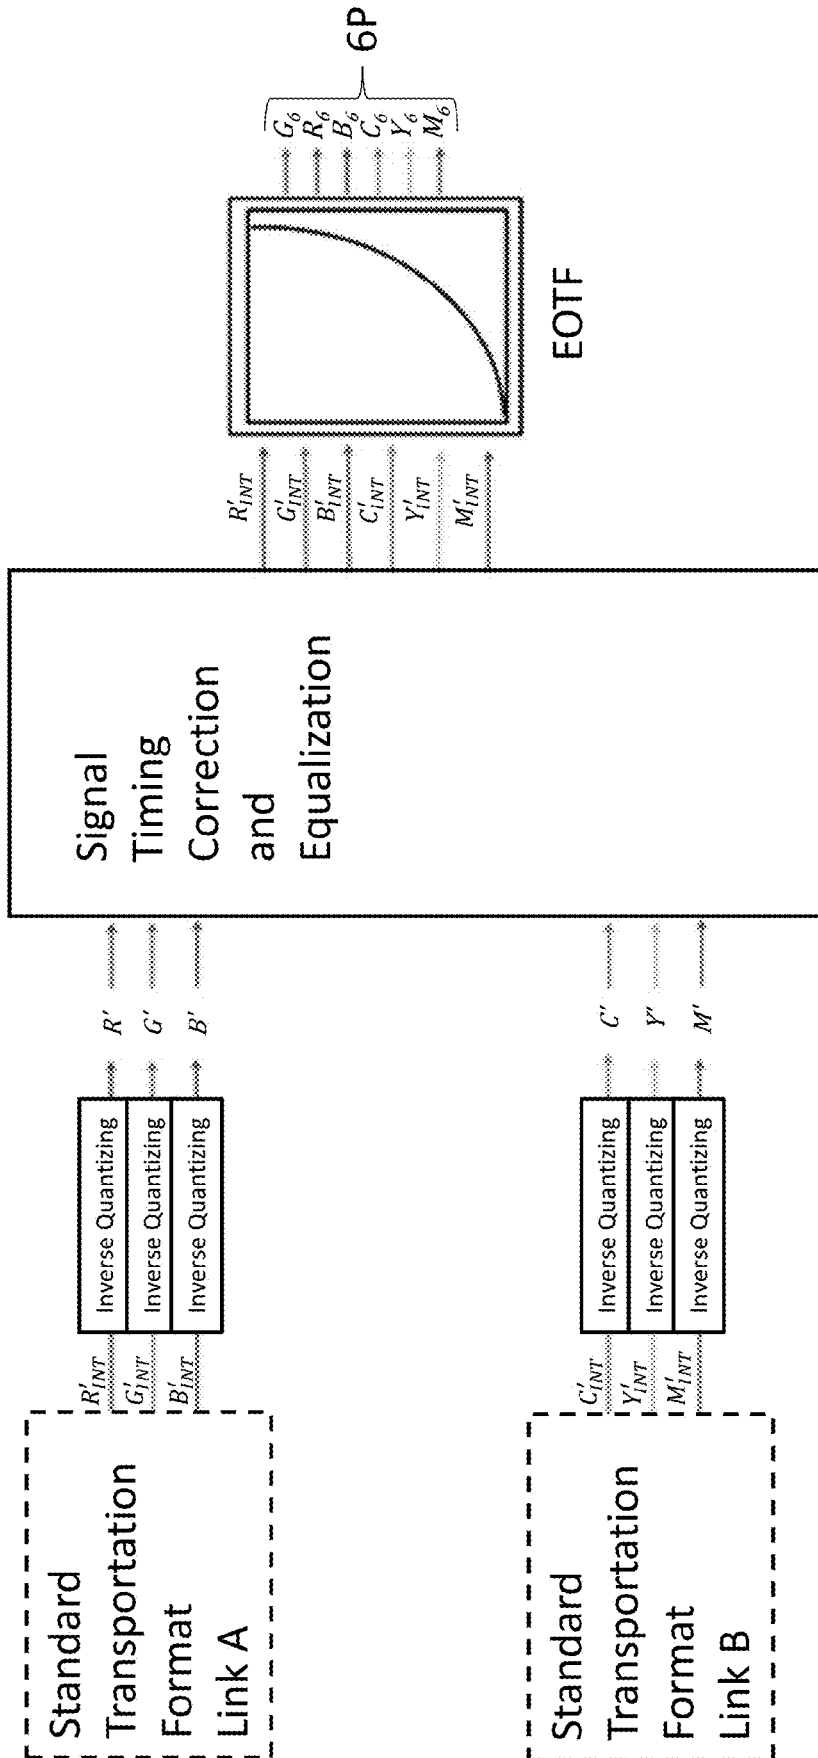 Standard
Transportation
Format
Link A
R'INT
G'INT
B'INT
Inverse Quantizing
Inverse Quantizing
Inverse Quantizing
R'
G'
B'
Standard
Transportation
Format
Link B
C'INT
Y'INT
M'INT
Inverse Quantizing
Inverse Quantizing
Inverse Quantizing
C'
Y'
M'
Signal
Timing
Correction
and
Equalization
R'INT
G'INT
B'INT
C'INT
Y'INT
M'INT
EOTF
G6
R6
B6
C6
Y6
M6
6P